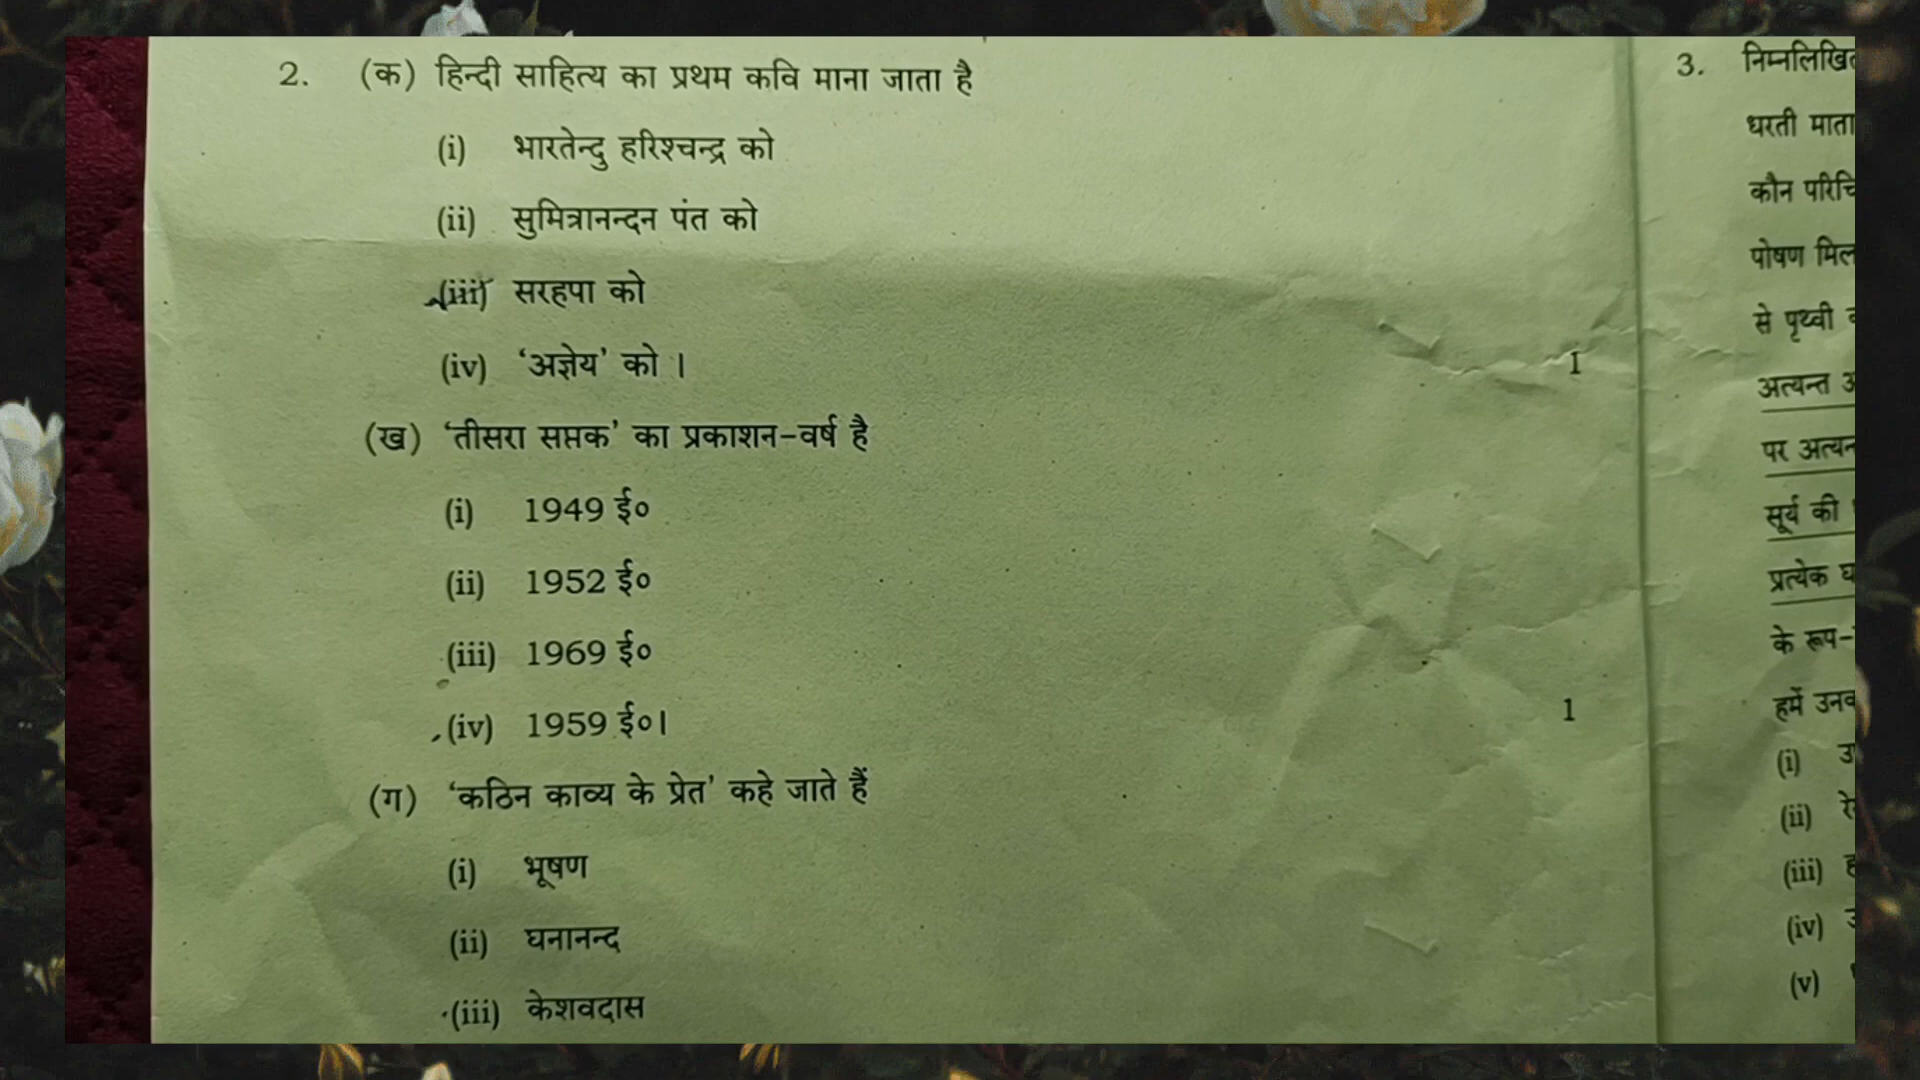 2. (क) हिन्दी साहित्य का प्रथम कवि माना जाता है
(i) भारतेन्दु हरिश्चन्द्र को
(ii) सुमित्रानन्दन पंत को
(iii) सरहपा को
(iv) ‘अज्ञेय’ को । 1
(ख) ‘तीसरा सप्तक’ का प्रकाशन-वर्ष है
(i) 1949 ई०
(ii) 1952 ई०
(iii) 1969 ई०
(iv) 1959 ई०। 1
(ग) ‘कठिन काव्य के प्रेत’ कहे जाते हैं
(i) भूषण
(ii) घनानन्द
(iii) केशवदास
3.
धरती माता
कौन
पोषण
से पृथ्वी
अत्यन्त
पर
सूर्य की
प्रत्येक
के रूप-
हमें
(i)
(ii)
(iii)
(iv)
(v)